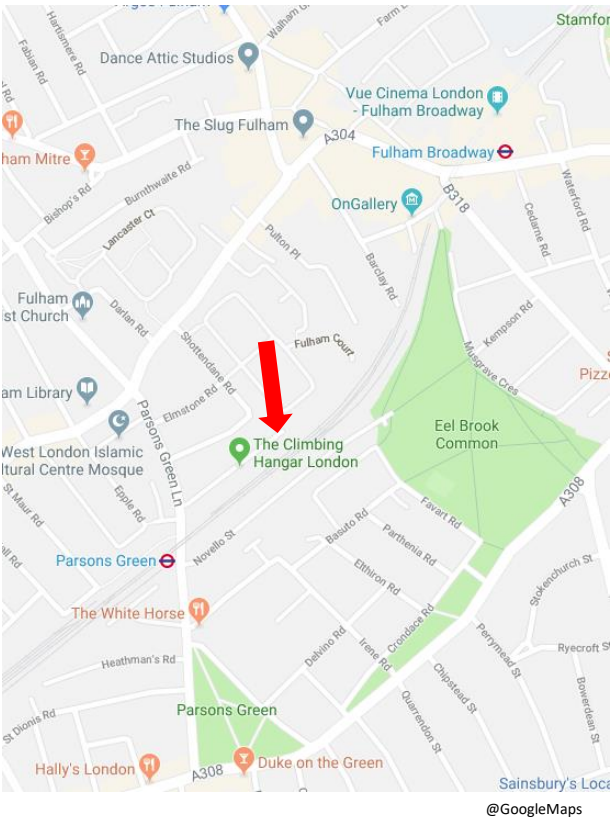 Stamfor
Farm L
Walham G
Hartismere Rd
Fabian Rd
Dance Attic Studios
Vue Cinema London
- Fulham Broadway
The Slug Fulham
A304
Fulham Broadway
ham Mitre
Bishop's Rd
Burnthwaite Rd
B318
Waterford Rd
OnGallery
Cedarne Rd
Lancaster Ct
Pulton Pl
Barclay Rd
Fulham
ist Church
Darlan Rd
Kempson Rd
Shottendane Rd
Fulham Court
Musgrave Cres
Pizz
am Library
Elmstone Rd
Parsons Green Ln
Eel Brook
Common
West London Islamic
ltural Centre Mosque
The Climbing
Hangar London
A308
Epple Rd
St Maur Rd
Favart Rd
Basuto Rd
Parthenia Rd
Novello St
Parsons Green
Elthiron Rd
Stokenchurch St
The White Horse
Crondace Rd
Perrymead St
Delvino Rd
Irene Rd
Ryecroft St
Heathman's Rd
Chipstead St
Quarrendon St
Bowerdean St
Parsons Green
St Dionis Rd
Hally's London
A308
Duke on the Green
Sainsbury's Loca
@GoogleMaps